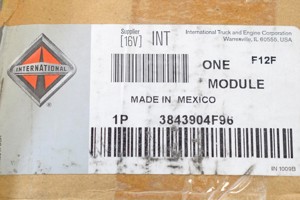 Supplier
[16V] INT
International Truck and Engine Corporation
Warrenville, IL 60555, USA
INTERNATIONAL
ONE F12F
MODULE
MADE IN MEXICO
1P 3843904F96
IN 1009B